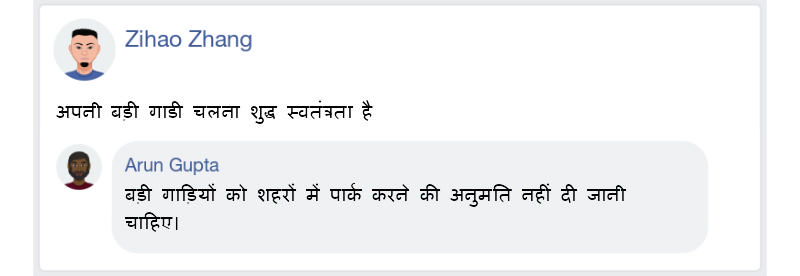 Zihao Zhang
अपनी बड़ी गाडी चलना शुद्ध स्वतंत्रता है
Arun Gupta
बड़ी गाड़ियों को शहरों में पार्क करने की अनुमति नहीं दी जानी
चाहिए।